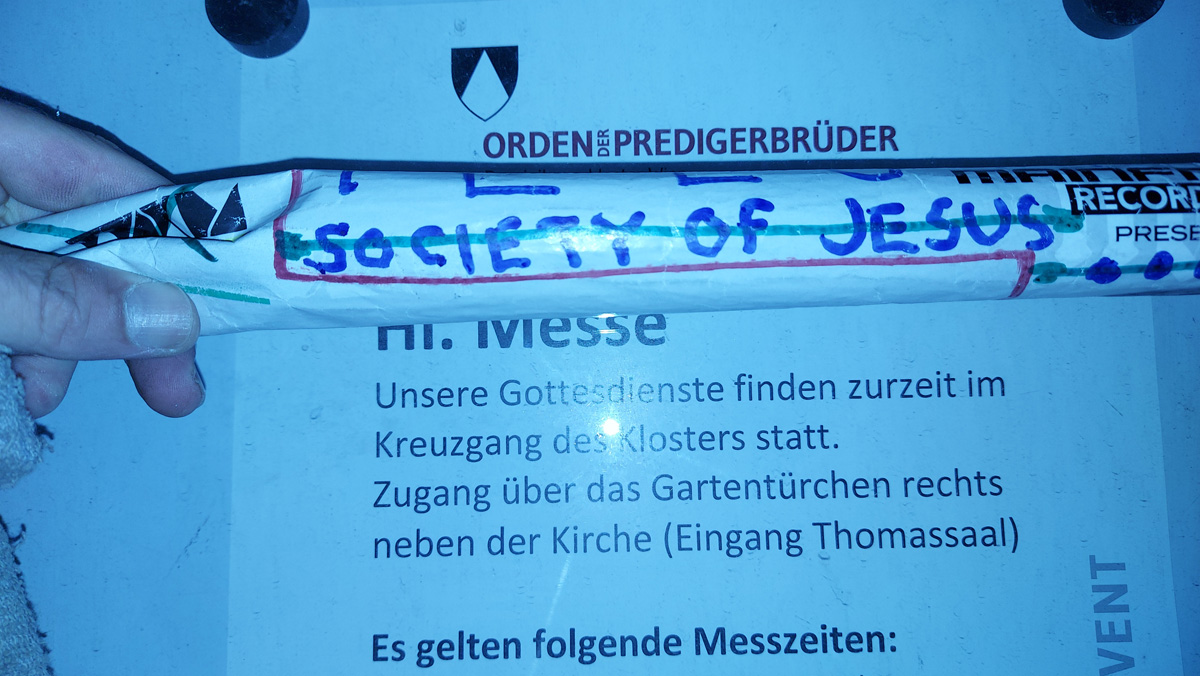 ORDEN DER PREDIGERBRÜDER
SOCIETY OF JESUS
RECORD
PRESE
Hl. Messe
Unsere Gottesdienste finden zurzeit im
Kreuzgang des Klosters statt.
Zugang über das Gartentürchen rechts
neben der Kirche (Eingang Thomassaal)
Es gelten folgende Messzeiten:
VENT